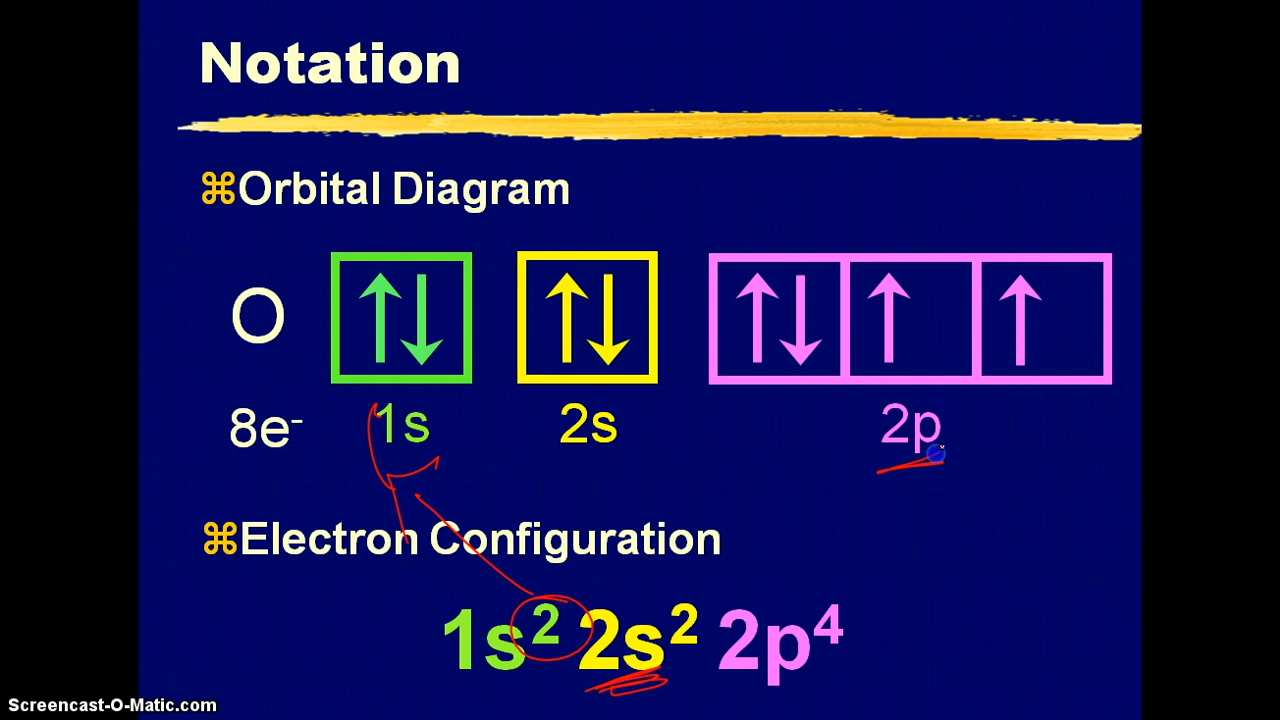 Notation
⌘Orbital Diagram
O
8e⁻ 1s 2s 2p
⌘Electron Configuration
1s² 2s² 2p⁴
Screencast-O-Matic.com